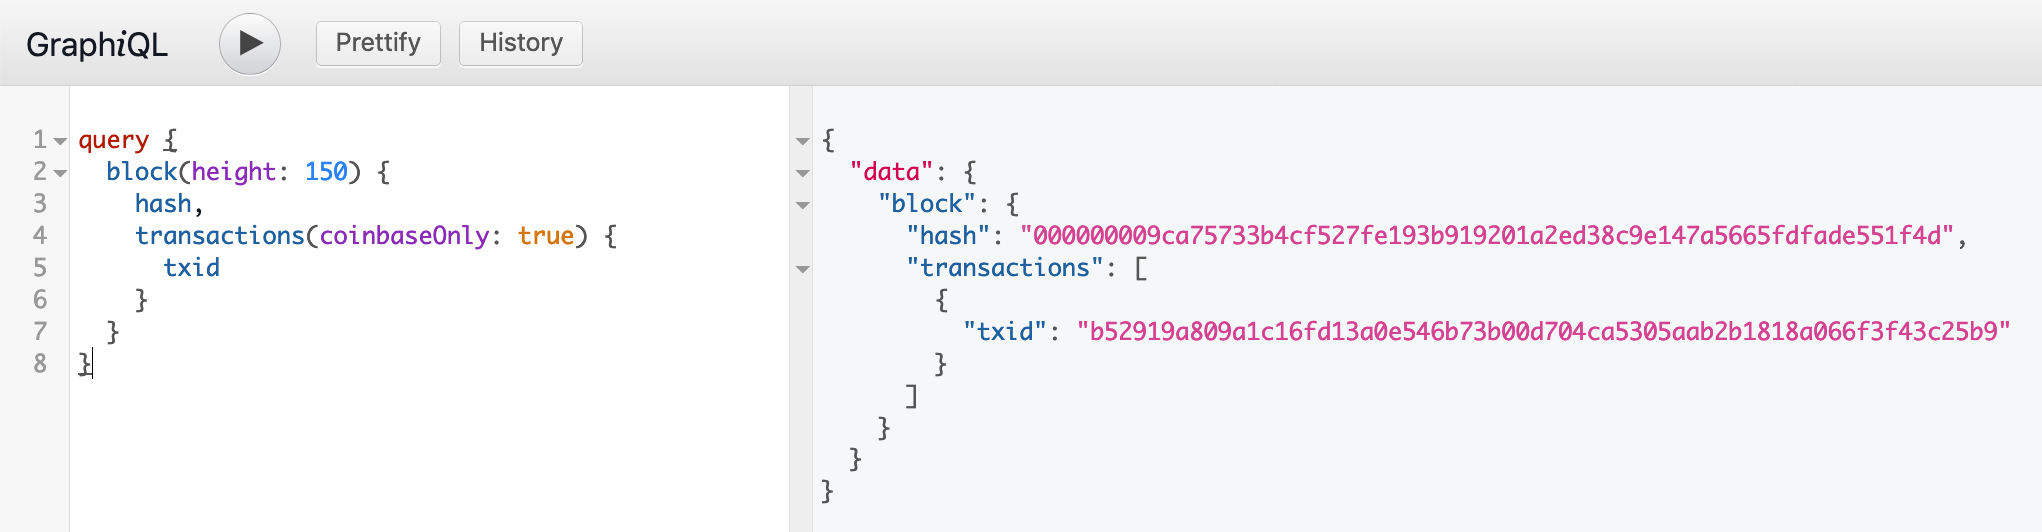 GraphiQL Prettify History
1 query {
2 block(height: 150) {
3 hash,
4 transactions(coinbaseOnly: true) {
5 txid
6 }
7 }
8 }
{
"data": {
"block": {
"hash": "000000009ca75733b4cf527fe193b919201a2ed38c9e147a5665fdfade551f4d",
"transactions": [
{
"txid": "b52919a809a1c16fd13a0e546b73b00d704ca5305aab2b1818a066f3f43c25b9"
}
]
}
}
}